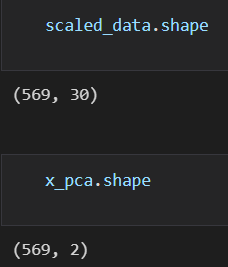 scaled_data.shape
(569, 30)
x_pca.shape
(569, 2)